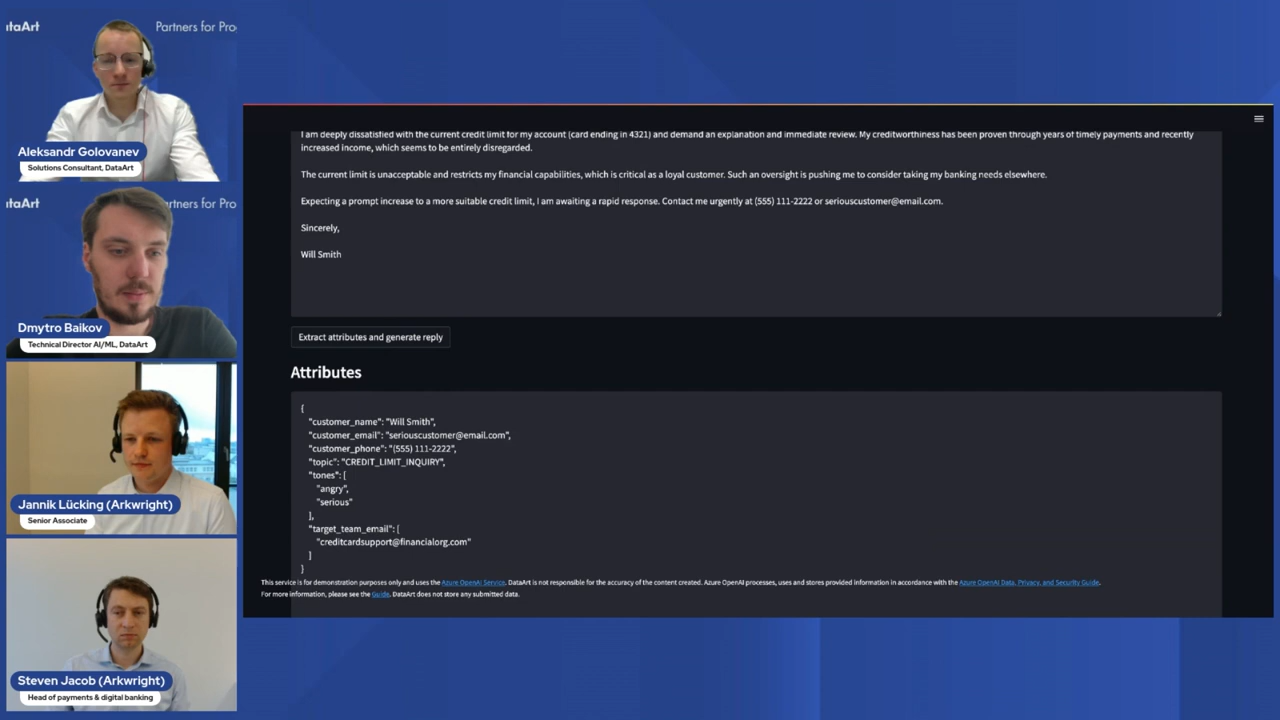 taArt
Partners for Pro
Aleksandr Golovanev
Solutions Consultant, DataArt
taArt
artners for Pro
Dmytro Baikov
Technical Director AI/ML, DataArt
Jannik Lücking (Arkwright)
Senior Associate
Steven Jacob (Arkwright)
Head of payments & digital banking
I am deeply dissatisfied with the current credit limit for my account (card ending in 4321) and demand an explanation and immediate review. My creditworthiness has been proven through years of timely payments and recently
increased income, which seems to be entirely disregarded.
The current limit is unacceptable and restricts my financial capabilities, which is critical as a loyal customer. Such an oversight is pushing me to consider taking my banking needs elsewhere.
Expecting a prompt increase to a more suitable credit limit, I am awaiting a rapid response. Contact me urgently at (555) 111-2222 or seriouscustomer@email.com.
Sincerely,
Will Smith
Extract attributes and generate reply
Attributes
{
"customer_name": "Will Smith",
"customer_email": "seriouscustomer@email.com",
"customer_phone": "(555) 111-2222",
"topic": "CREDIT_LIMIT_INQUIRY",
"tones": [
"angry",
"serious"
],
"target_team_email": [
"creditcardsupport@financialorg.com"
]
}
This service is for demonstration purposes only and uses the Azure OpenAI Service. DataArt is not responsible for the accuracy of the content created. Azure OpenAI processes, uses and stores provided information in accordance with the Azure OpenAI Data, Privacy, and Security Guide.
For more information, please see the Guide. DataArt does not store any submitted data.